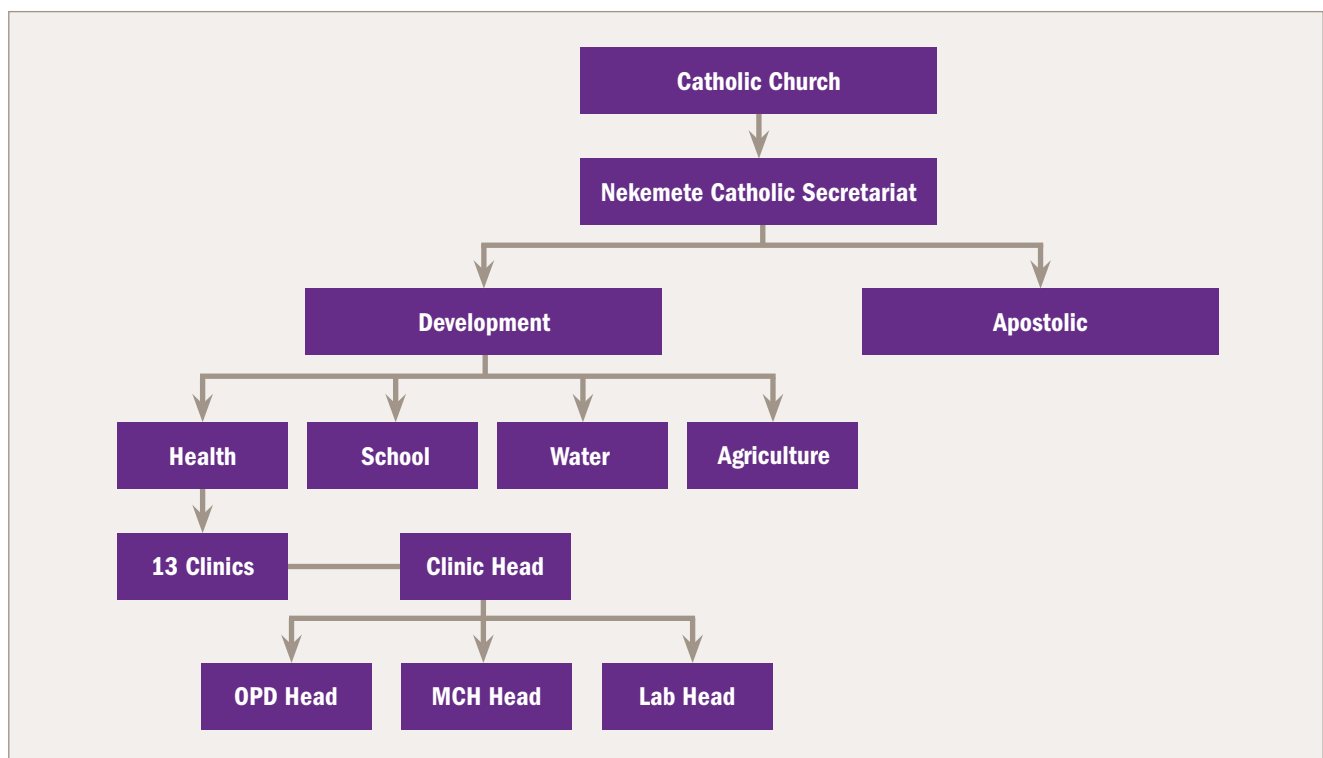 Catholic Church
Nekemete Catholic Secretariat
Development
Apostolic
Health
School
Water
Agriculture
13 Clinics
Clinic Head
OPD Head
MCH Head
Lab Head